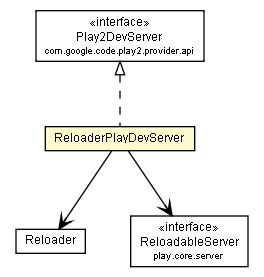 «interface»
Play2DevServer
com.google.code.play2.provider.api
ReloaderPlayDevServer
Reloader
«interface»
ReloadableServer
play.core.server